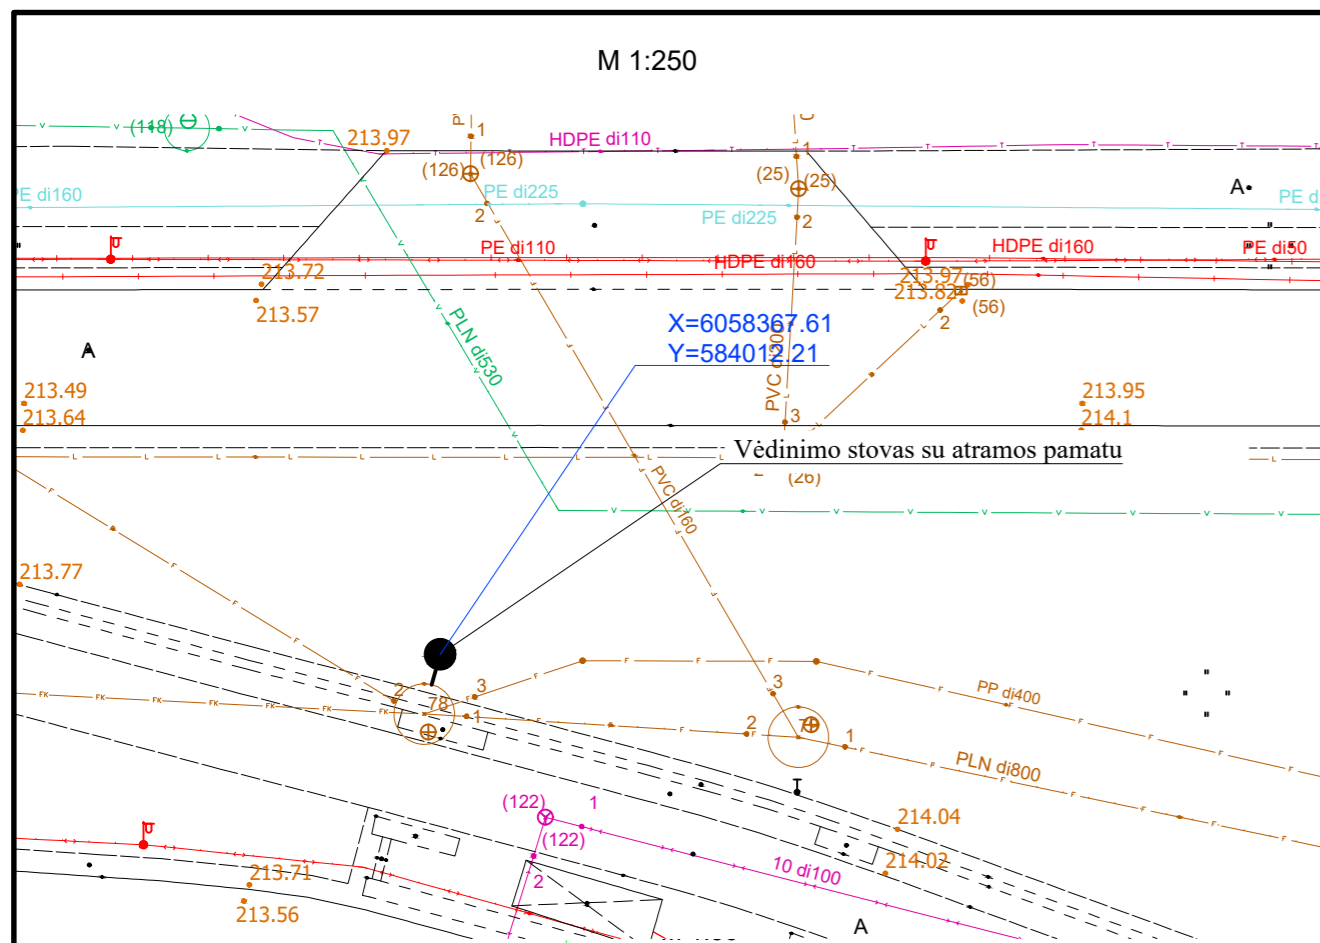 M 1:250
(118)
213.97
1
HDPE di110
1
(126)
(126)
(25)
(25)
A
PE di160
PE di225
PE di225
2
2
PE di110
HDPE di160
HDPE di160
PE di50
213.72
213.97
(56)
213.82
213.57
(56)
2
PLN di530
X=6058367.61
Y=584012.21
PVC di200
A
213.49
213.95
213.64
214.1
3
Vėdinimo stovas su atramos pamatu
(26)
PVC di160
213.77
2
3
78
1
3
2
1
PP di400
PLN di800
(122)
1
214.04
(122)
2
10 di100
214.02
213.71
213.56
A